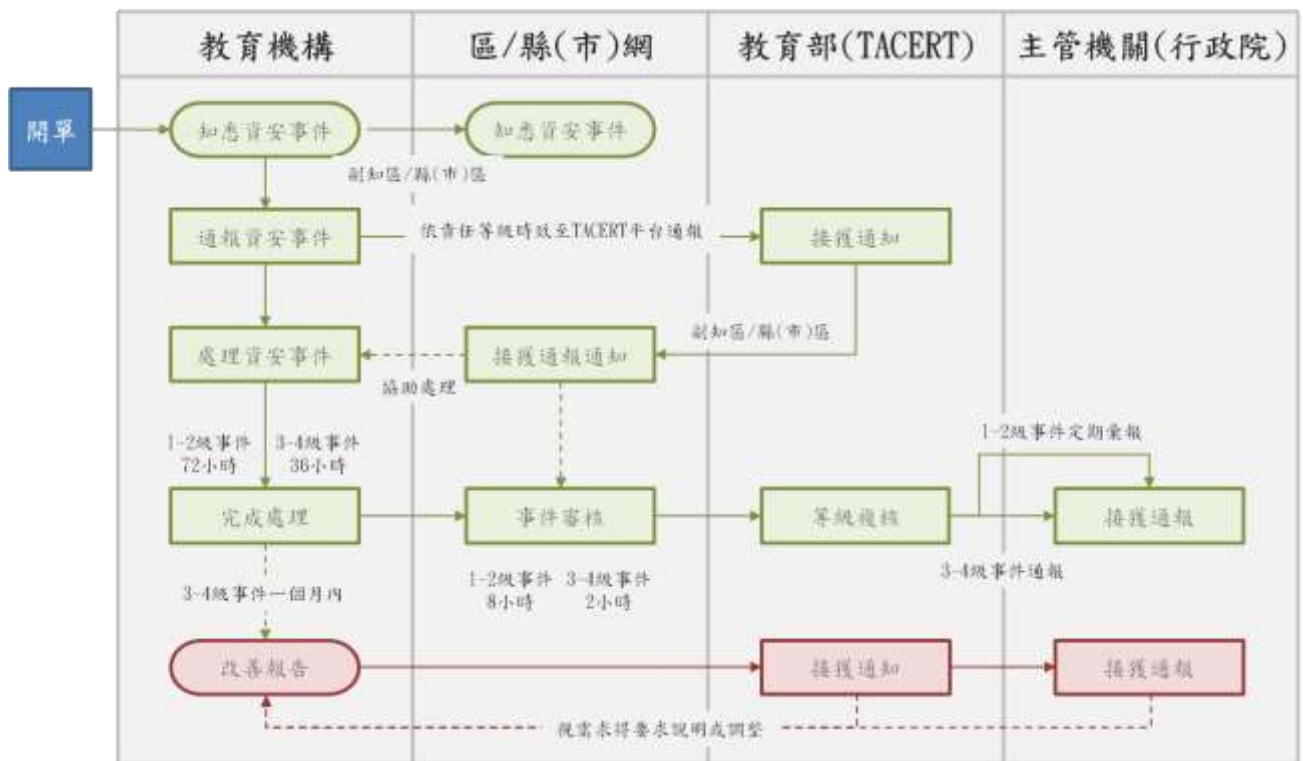 教育機構
區/縣(市)網
教育部(TACERT)
主管機關(行政院)
開單
知悉資安事件
知悉資安事件
副知區/縣(市)區
通報資安事件
依責任等級時效至TACERT平台通報
接獲通知
處理資安事件
接獲通報通知
副知區/縣(市)區
協助處理
1-2級事件
72小時
3-4級事件
36小時
1-2級事件定期彙報
完成處理
事件審核
等級複核
接獲通報
3-4級事件通報
1-2級事件
8小時
3-4級事件
2小時
3-4級事件一個月內
改善報告
接獲通知
接獲通報
視需求得要求說明或調整